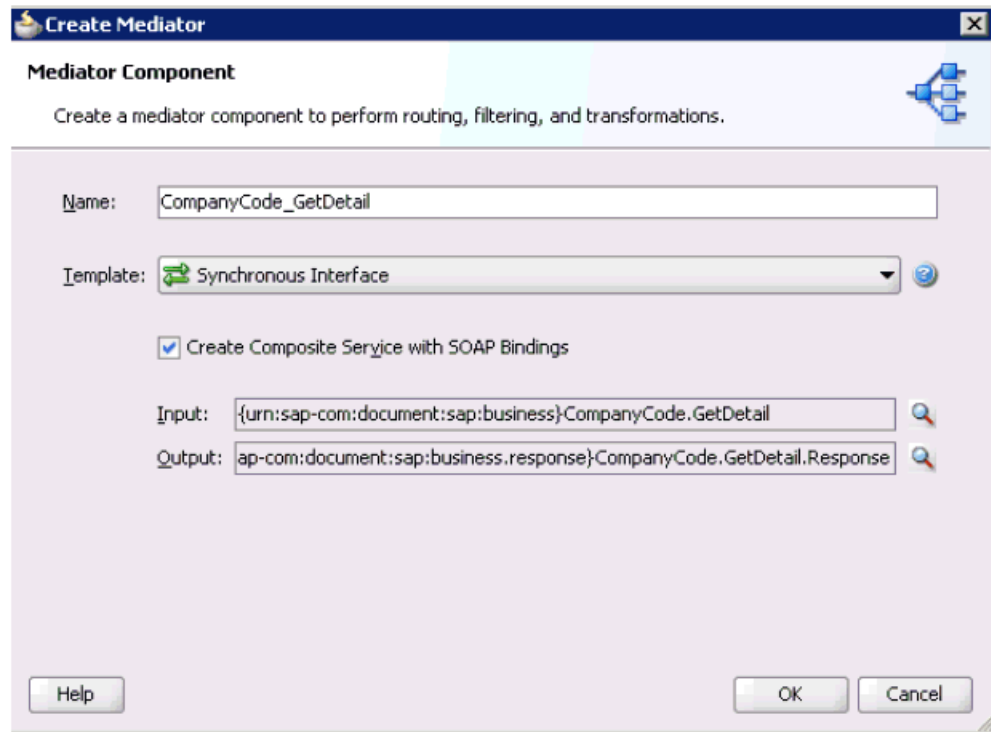 Create Mediator
Mediator Component
Create a mediator component to perform routing, filtering, and transformations.
Name: CompanyCode_GetDetail
Template: Synchronous Interface
Create Composite Service with SOAP Bindings
Input: {urn:sap-com:document:sap:business}CompanyCode.GetDetail
Output: ap-com:document:sap:business.response}CompanyCode.GetDetail.Response
Help OK Cancel